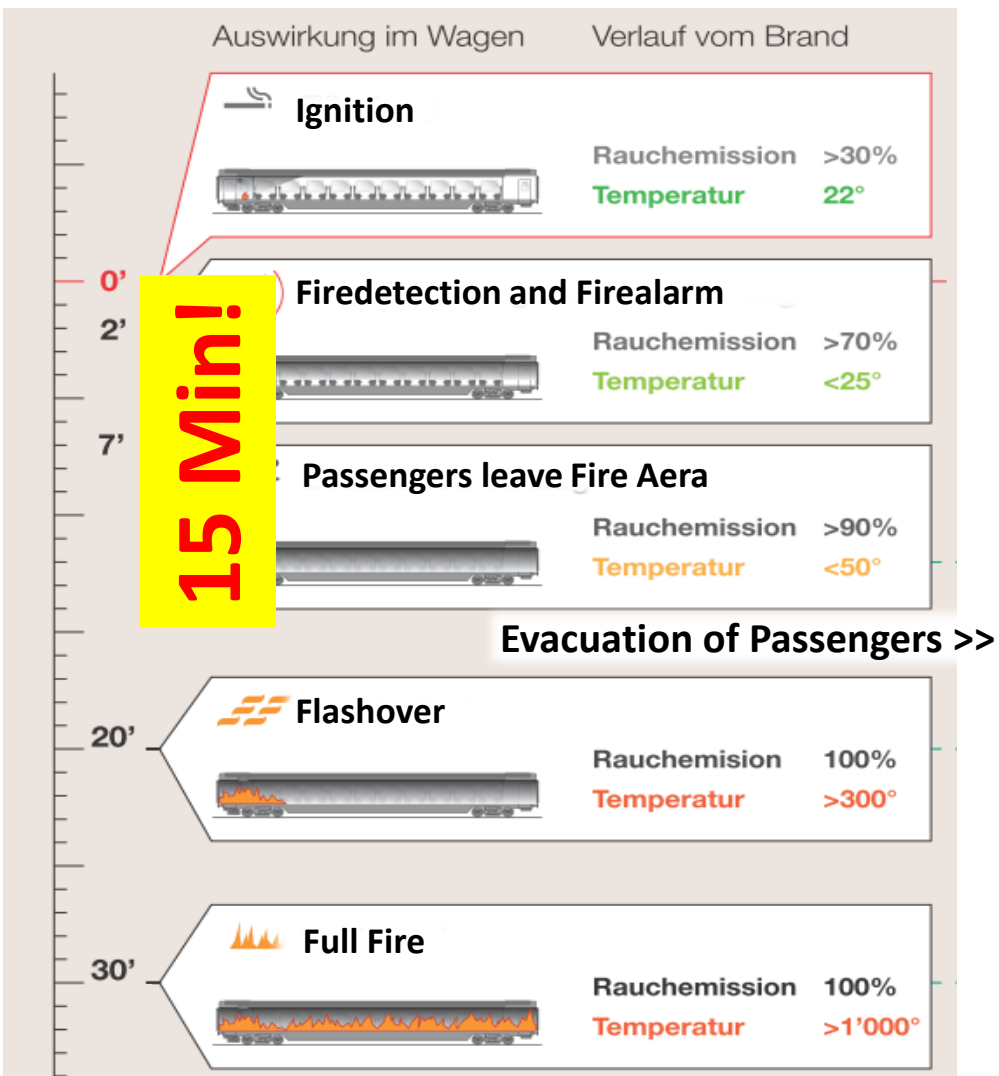 Auswirkung im Wagen Verlauf vom Brand
Ignition
Rauchemission >30%
Temperatur 22°
0'
Firedetection and Firealarm
2'
Rauchemission >70%
Temperatur <25°
15 Min!
7'
Passengers leave Fire Aera
Rauchemission >90%
Temperatur <50°
Evacuation of Passengers >>
Flashover
20'
Rauchemision 100%
Temperatur >300°
Full Fire
30'
Rauchemission 100%
Temperatur >1'000°